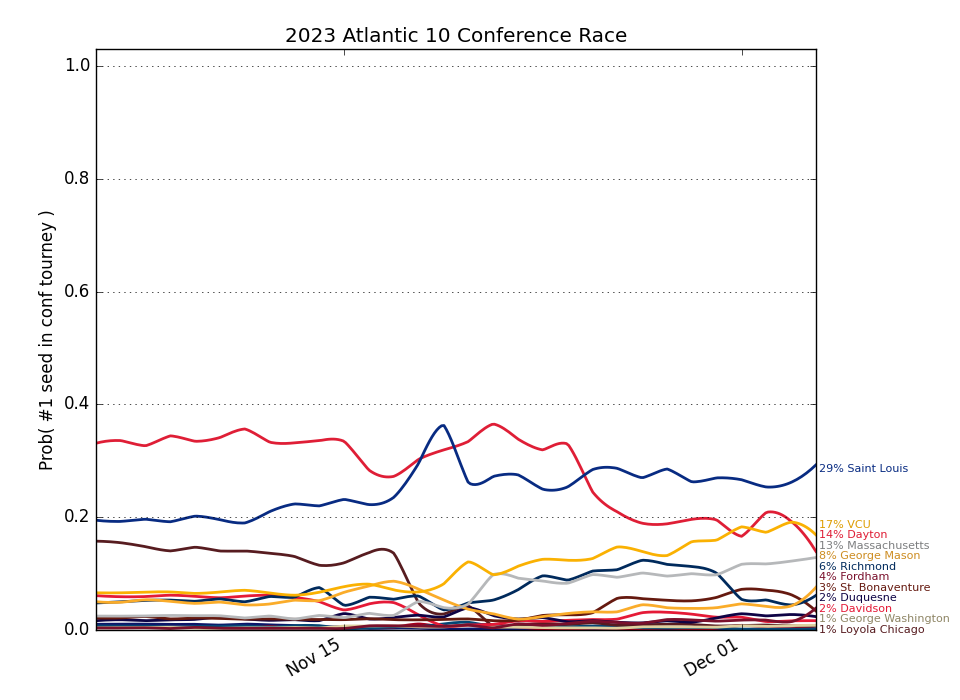 2023 Atlantic 10 Conference Race
Prob( #1 seed in conf tourney )
1.0
0.8
0.6
0.4
0.2
0.0
Nov 15
Dec 01
29% Saint Louis
17% VCU
14% Dayton
13% Massachusetts
8% George Mason
6% Richmond
4% Fordham
3% St. Bonaventure
2% Duquesne
2% Davidson
1% George Washington
1% Loyola Chicago